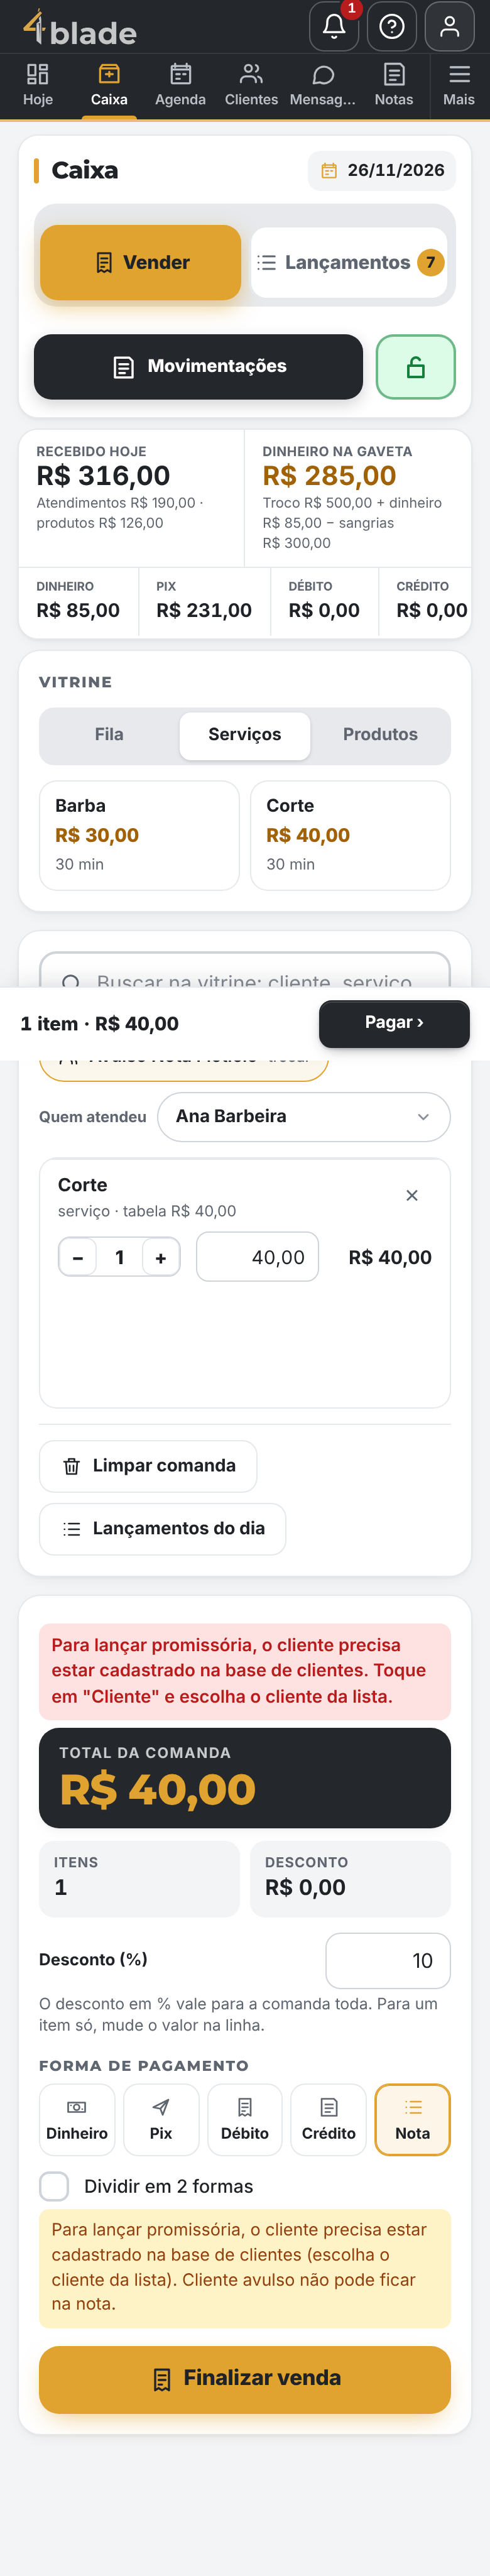 4blade
1
Hoje
Caixa
Agenda
Clientes
Mensag...
Notas
Mais
Caixa
26/11/2026
Vender
Lançamentos 7
Movimentações
RECEBIDO HOJE
R$ 316,00
Atendimentos R$ 190,00 ·
produtos R$ 126,00
DINHEIRO NA GAVETA
R$ 285,00
Troco R$ 500,00 + dinheiro
R$ 85,00 − sangrias
R$ 300,00
DINHEIRO
R$ 85,00
PIX
R$ 231,00
DÉBITO
R$ 0,00
CRÉDITO
R$ 0,00
VITRINE
Fila
Serviços
Produtos
Barba
R$ 30,00
30 min
Corte
R$ 40,00
30 min
Buscar na vitrine: cliente, serviço
1 item · R$ 40,00
Pagar ›
Quem atendeu
Ana Barbeira
Corte
serviço · tabela R$ 40,00
×
− 1 +
40,00
R$ 40,00
Limpar comanda
Lançamentos do dia
Para lançar promissória, o cliente precisa
estar cadastrado na base de clientes. Toque
em "Cliente" e escolha o cliente da lista.
TOTAL DA COMANDA
R$ 40,00
ITENS
1
DESCONTO
R$ 0,00
Desconto (%)
10
O desconto em % vale para a comanda toda. Para um
item só, mude o valor na linha.
FORMA DE PAGAMENTO
Dinheiro
Pix
Débito
Crédito
Nota
Dividir em 2 formas
Para lançar promissória, o cliente precisa estar
cadastrado na base de clientes (escolha o
cliente da lista). Cliente avulso não pode ficar
na nota.
Finalizar venda